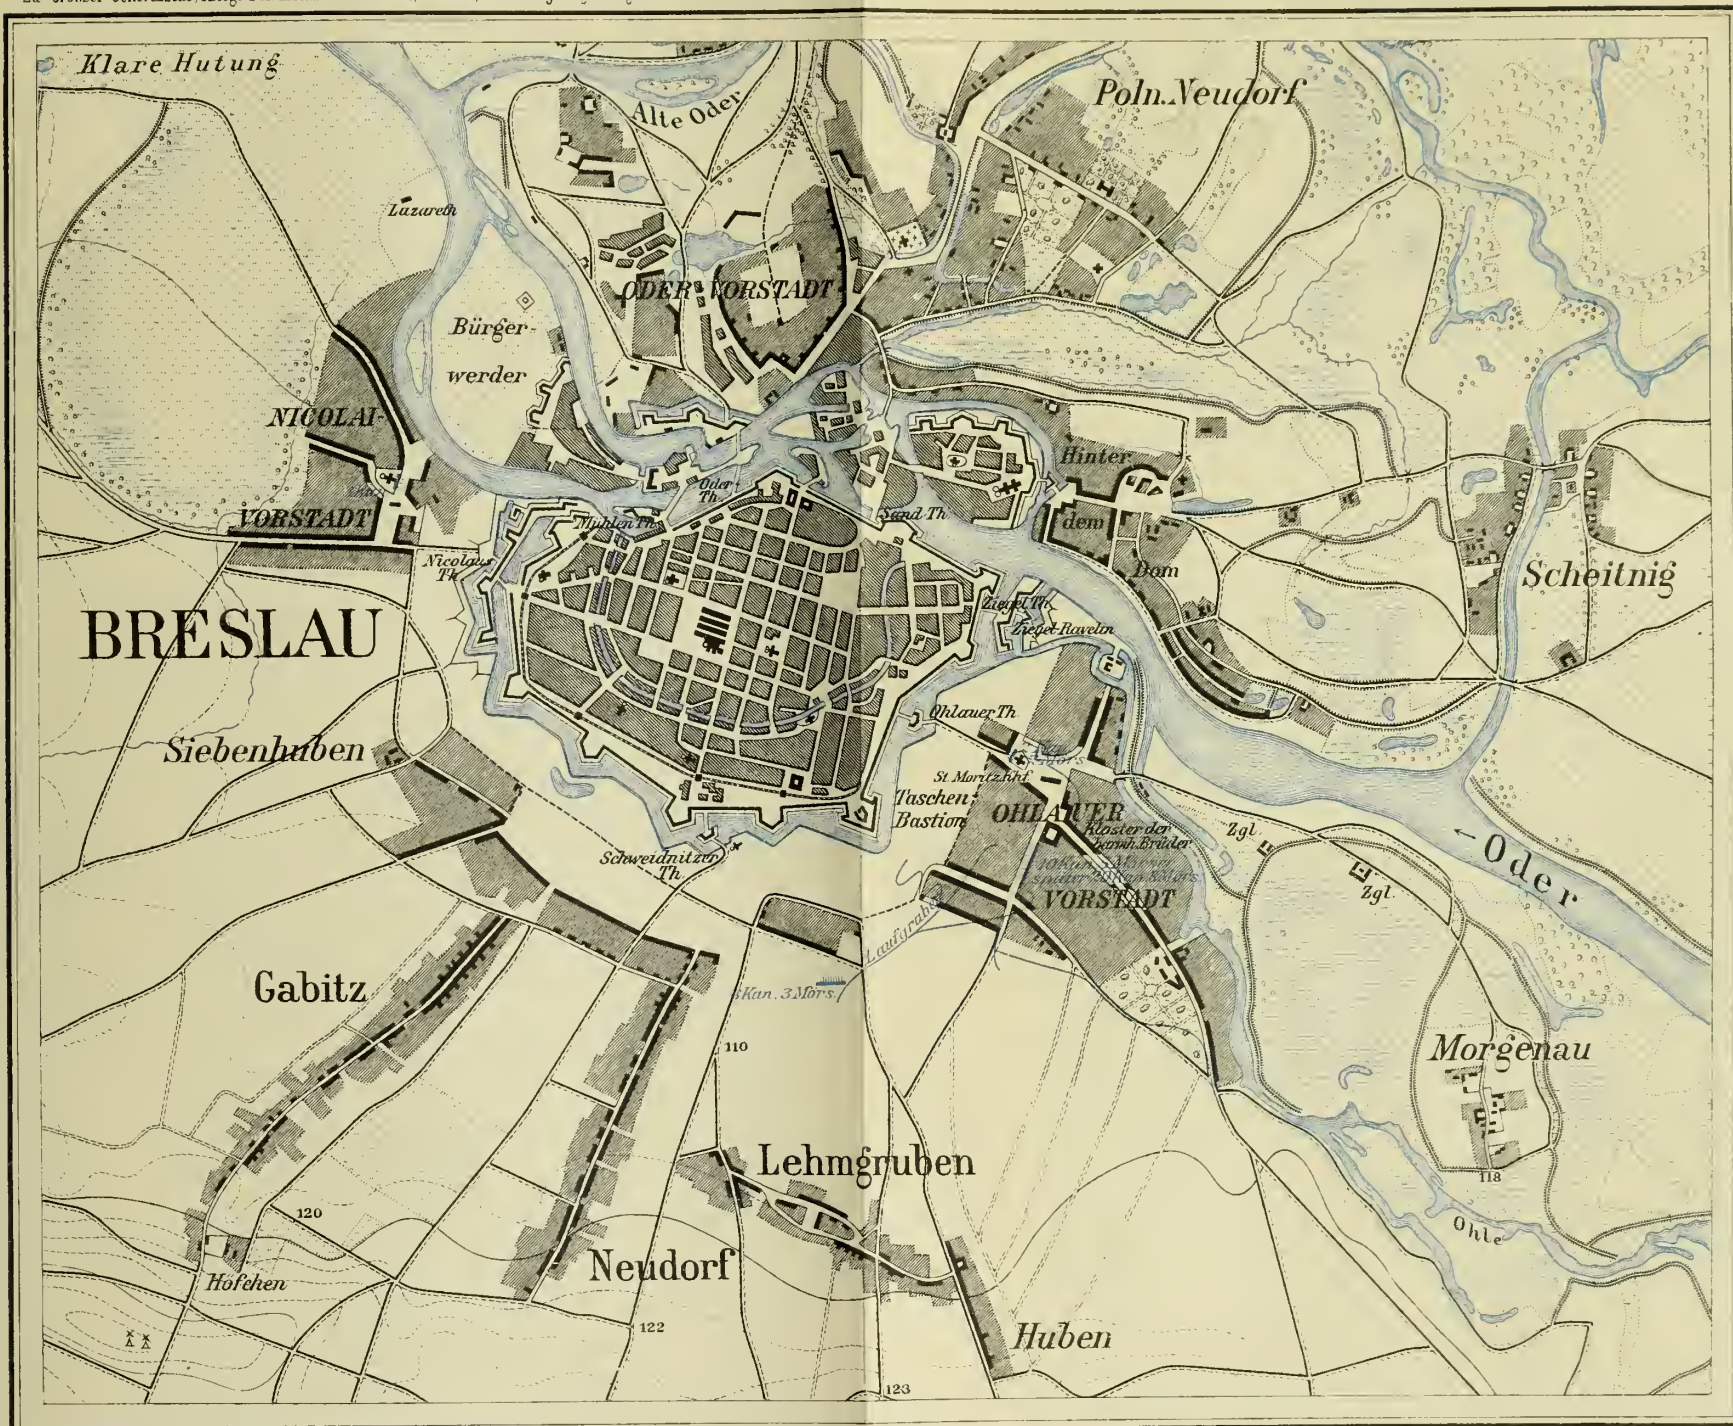 Klare Hutung
Alte Oder
Poln. Neudorf
Lazareth
ODER VORSTADT
Bürger-
werder
NICOLAI-
VORSTADT
Hinter
dem
Dom
Oder
Th.
Mühlen Th.
Sand Th.
Nicolaus
Th.
Scheitnig
BRESLAU
Ziegel Th.
Ziegel-Ravelin
Siebenhuben
Ohlauer Th.
St. Moritz khf.
Taschen
Bastion
OHLAUER
VORSTADT
Kloster der
barmh. Brüder
Zgl.
Zgl.
←Oder
Schweidnitzer
Th.
Laufgraben
Kan. 3 Mörs.
Gabitz
110
Morgenau
118
Lehmgruben
Ohle
120
Höfchen
Neudorf
122
Huben
123